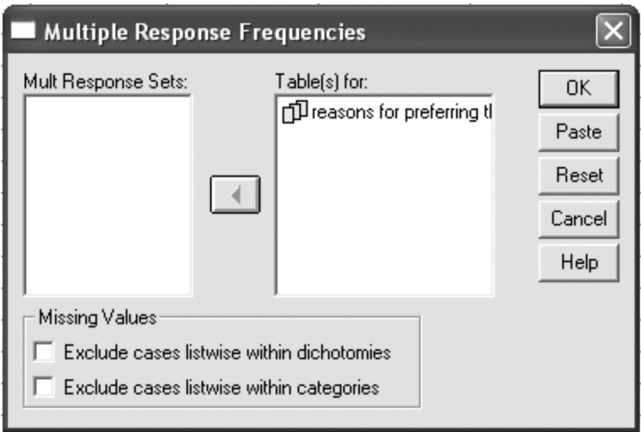 Multiple Response Frequencies
Mult Response Sets:
Table(s) for:
reasons for preferring tl
OK
Paste
Reset
Cancel
Help
Missing Values
Exclude cases listwise within dichotomies
Exclude cases listwise within categories